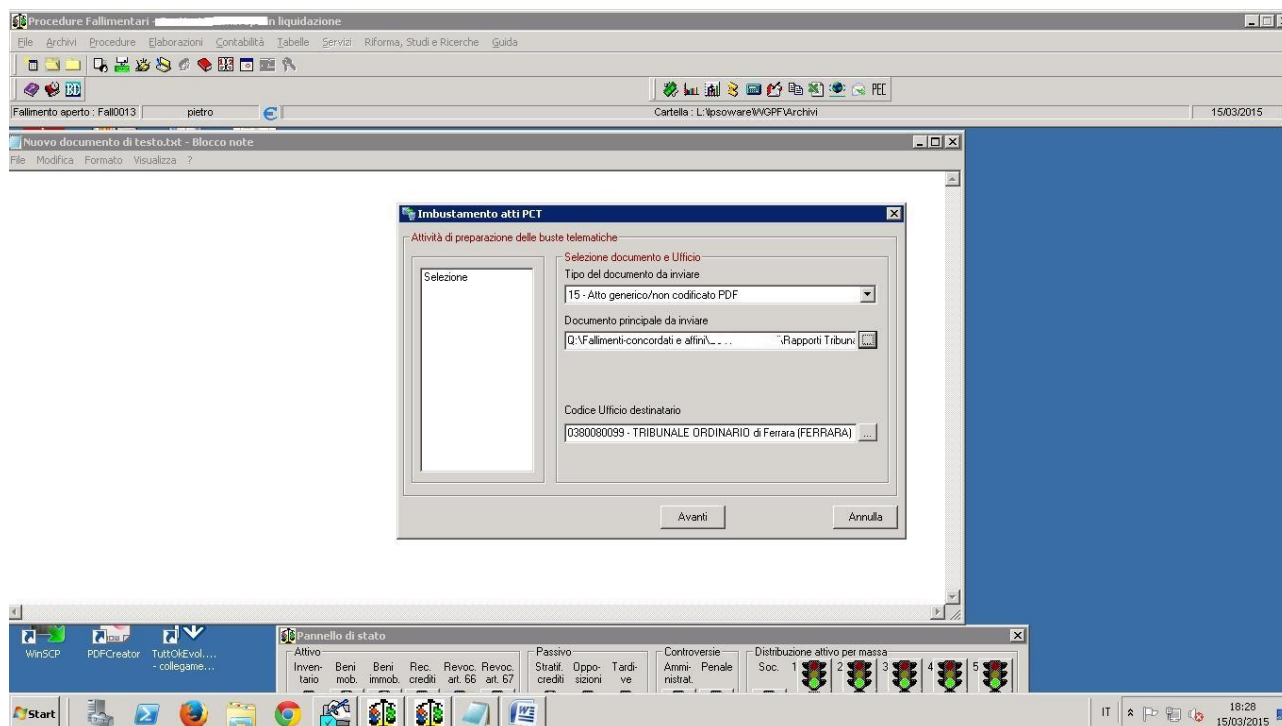 Procedure Fallimentari - in liquidazione
File Archivi Procedure Elaborazioni Contabilità Tabelle Servizi Riforma, Studi e Ricerche Guida
BD PEC
Fallimento aperto : Fall0013 pietro Cartella : L:\Ipsoware\WGPF\Archivi 15/03/2015
Nuovo documento di testo.txt - Blocco note
File Modifica Formato Visualizza ?
Imbustamento atti PCT
Attività di preparazione delle buste telematiche
Selezione
Selezione documento e Ufficio
Tipo del documento da inviare
15 - Atto generico/non codificato PDF
Documento principale da inviare
Q:\Fallimenti-concordati e affini\ \Rapporti Tribuna
...
Codice Ufficio destinatario
0380080099 - TRIBUNALE ORDINARIO di Ferrara (FERRARA)
...
Avanti Annulla
WinSCP PDFCreator TuttOkEvol....
- collegame...
Pannello di stato
Attivo Passivo Controversie Distribuzione attivo per massa
Inven- Beni Beni Rec. Revoc. Revoc. Stratif. Oppo- Tardi- Ammi- Penale Soc. 1 2 3 4 5
tario mob. immob. crediti art. 66 art. 67 crediti sizioni ve nistrat.
Start IT 18:28
15/03/2015